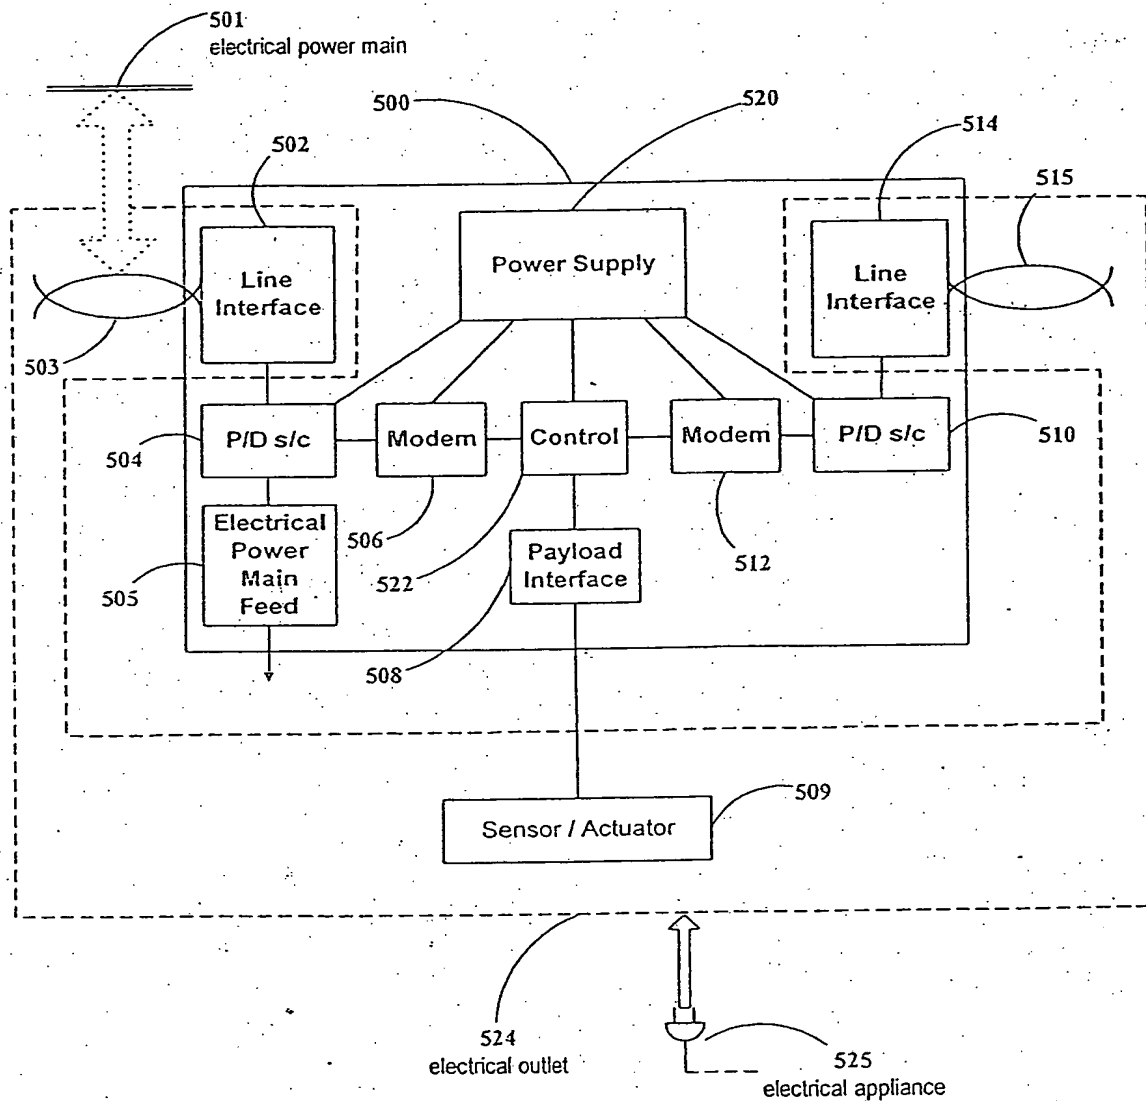 501
electrical power main
500
520
514
502
515
Power Supply
Line
Interface
Line
Interface
503
504
P/D s/c
Modem
Control
Modem
P/D s/c
510
506
522
512
Electrical
Power
Main
Feed
505
Payload
Interface
508
509
Sensor / Actuator
524
electrical outlet
525
electrical appliance